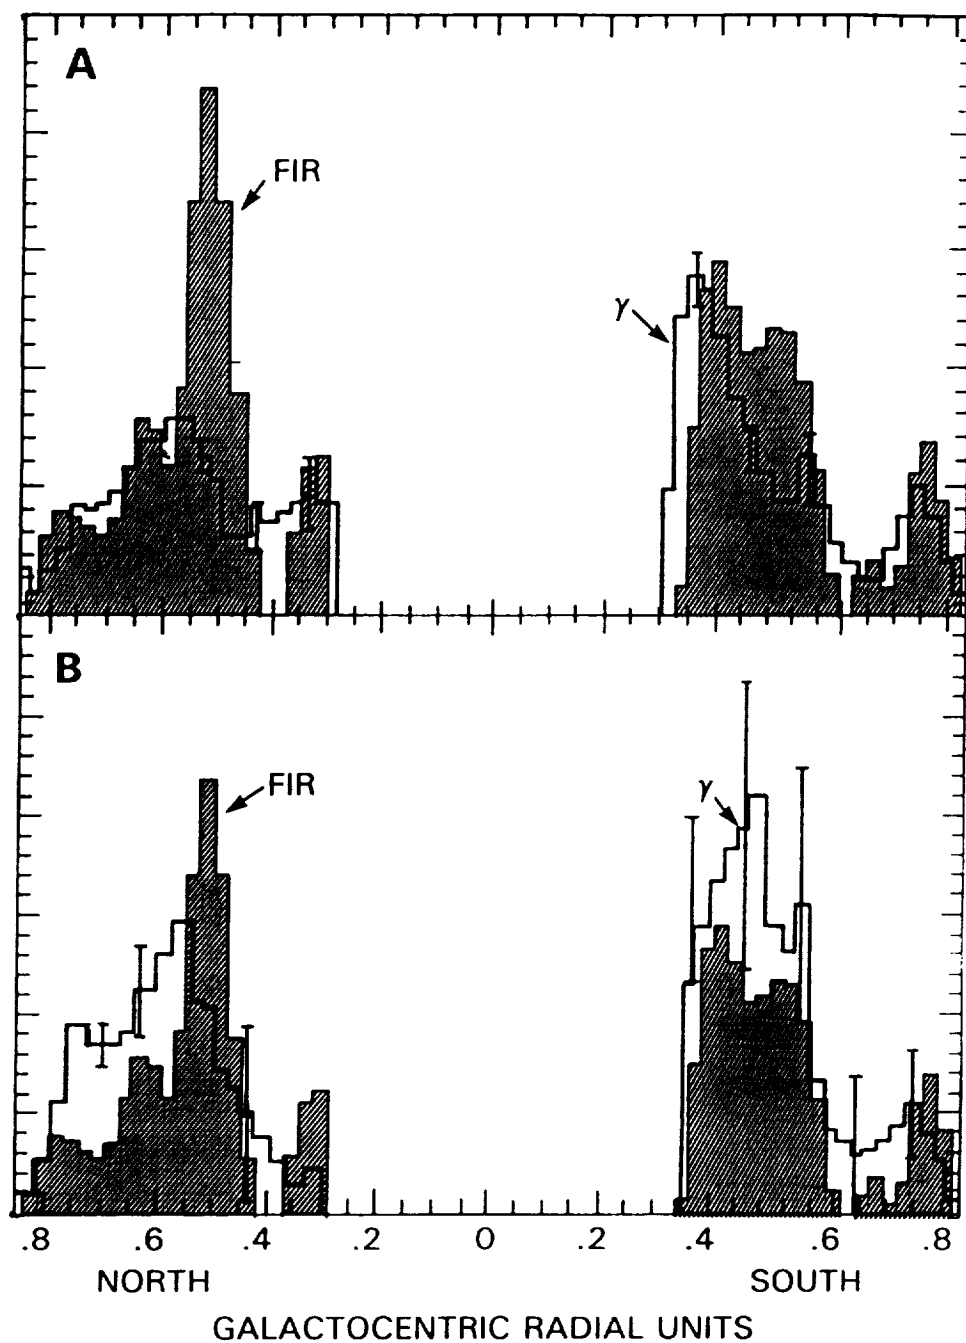 A
FIR
γ
B
FIR
γ
.8 .6 .4 .2 0 .2 .4 .6 .8
NORTH SOUTH
GALACTOCENTRIC RADIAL UNITS